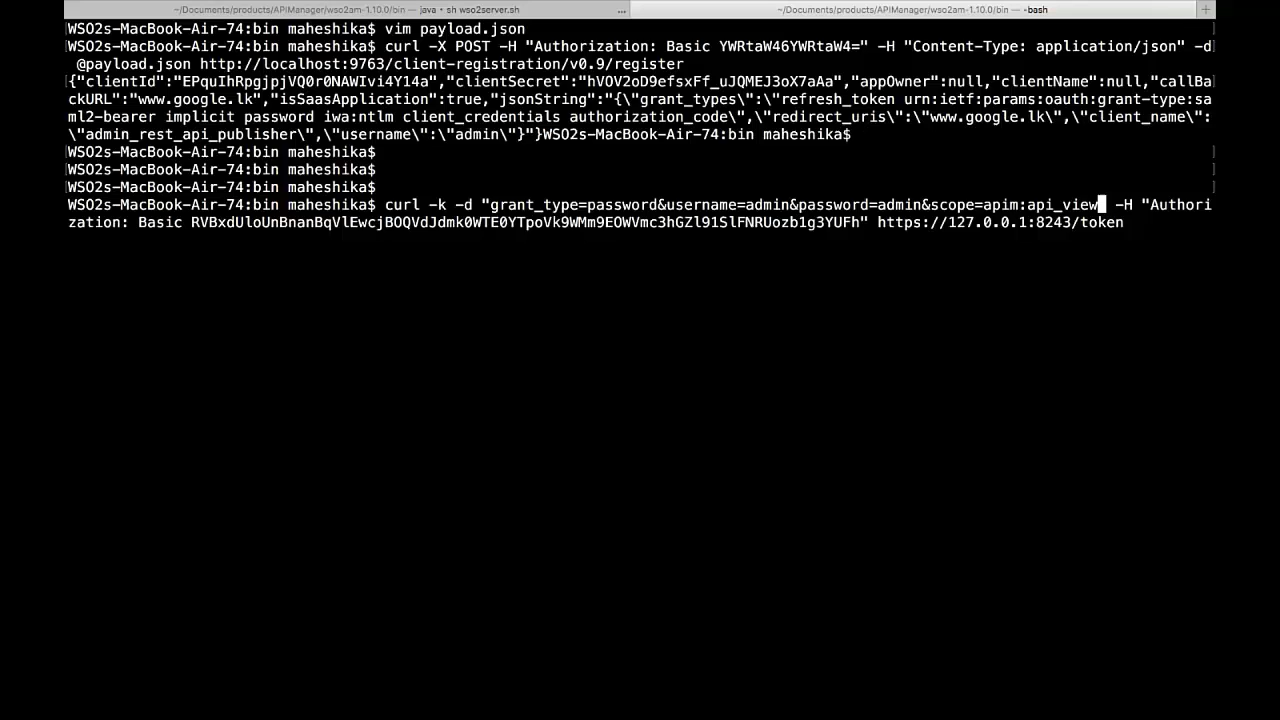 ~/Documents/products/APIManager/wso2am-1.10.0/bin — java • sh wso2server.sh ... ~/Documents/products/APIManager/wso2am-1.10.0/bin — -bash +
WSO2s-MacBook-Air-74:bin maheshika$ vim payload.json
WSO2s-MacBook-Air-74:bin maheshika$ curl -X POST -H "Authorization: Basic YWRtaW46YWRtaW4=" -H "Content-Type: application/json" -d
@payload.json http://localhost:9763/client-registration/v0.9/register
{"clientId":"EPquIhRpgjpjVQ0r0NAWIvi4Y14a","clientSecret":"hVOV2oD9efsxFf_uJQMEJ3oX7aAa","appOwner":null,"clientName":null,"callBa
ckURL":"www.google.lk","isSaasApplication":true,"jsonString":"{\"grant_types\":\"refresh_token urn:ietf:params:oauth:grant-type:sa
ml2-bearer implicit password iwa:ntlm client_credentials authorization_code\",\"redirect_uris\":\"www.google.lk\",\"client_name\":
\"admin_rest_api_publisher\",\"username\":\"admin\"}"}WSO2s-MacBook-Air-74:bin maheshika$
WSO2s-MacBook-Air-74:bin maheshika$
WSO2s-MacBook-Air-74:bin maheshika$
WSO2s-MacBook-Air-74:bin maheshika$
WSO2s-MacBook-Air-74:bin maheshika$ curl -k -d "grant_type=password&username=admin&password=admin&scope=apim:api_view -H "Authori
zation: Basic RVBxdUloUnBnanBqVlEwcjBOQVdJdmk0WTE0YTpoVk9WMm9EOWVmc3hGZl91SlFNRUozb1g3YUFh" https://127.0.0.1:8243/token